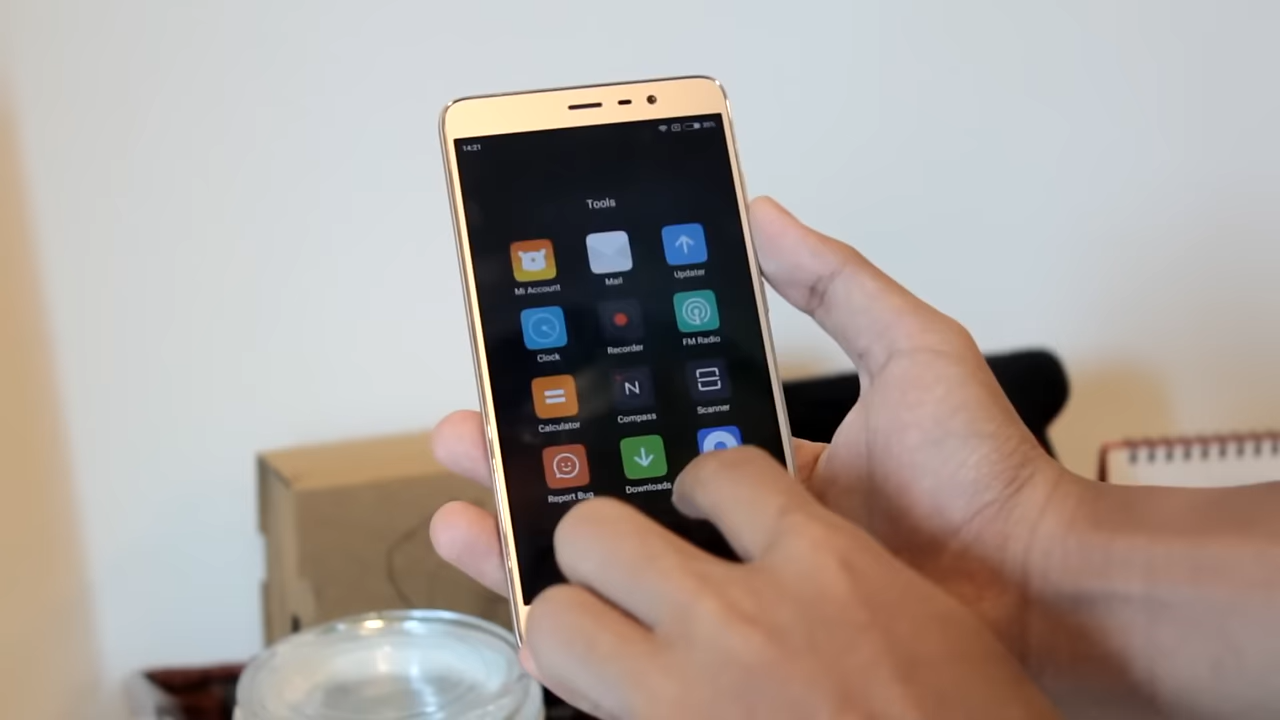 14:21
Tools
Mi Account
Mail
Updater
Clock
Recorder
FM Radio
Calculator
Compass
Scanner
Report Bug
Downloads